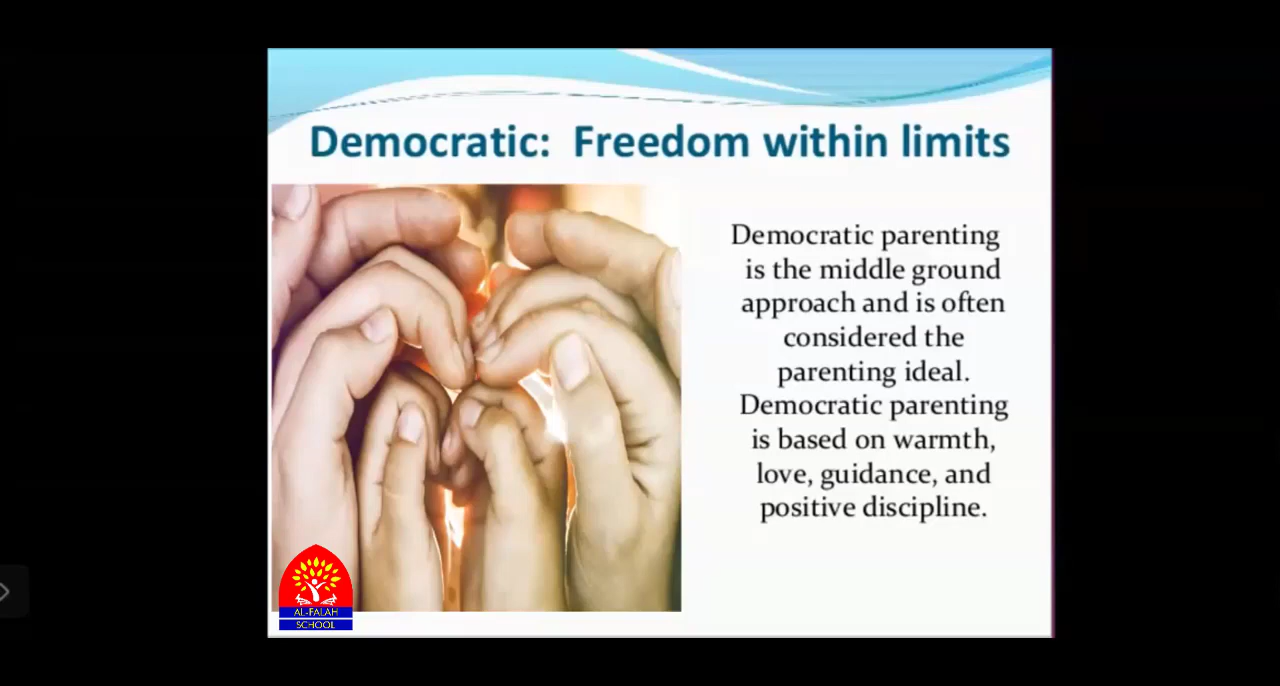 Democratic: Freedom within limits
Democratic parenting
is the middle ground
approach and is often
considered the
parenting ideal.
Democratic parenting
is based on warmth,
love, guidance, and
positive discipline.
AL-FALAH
SCHOOL